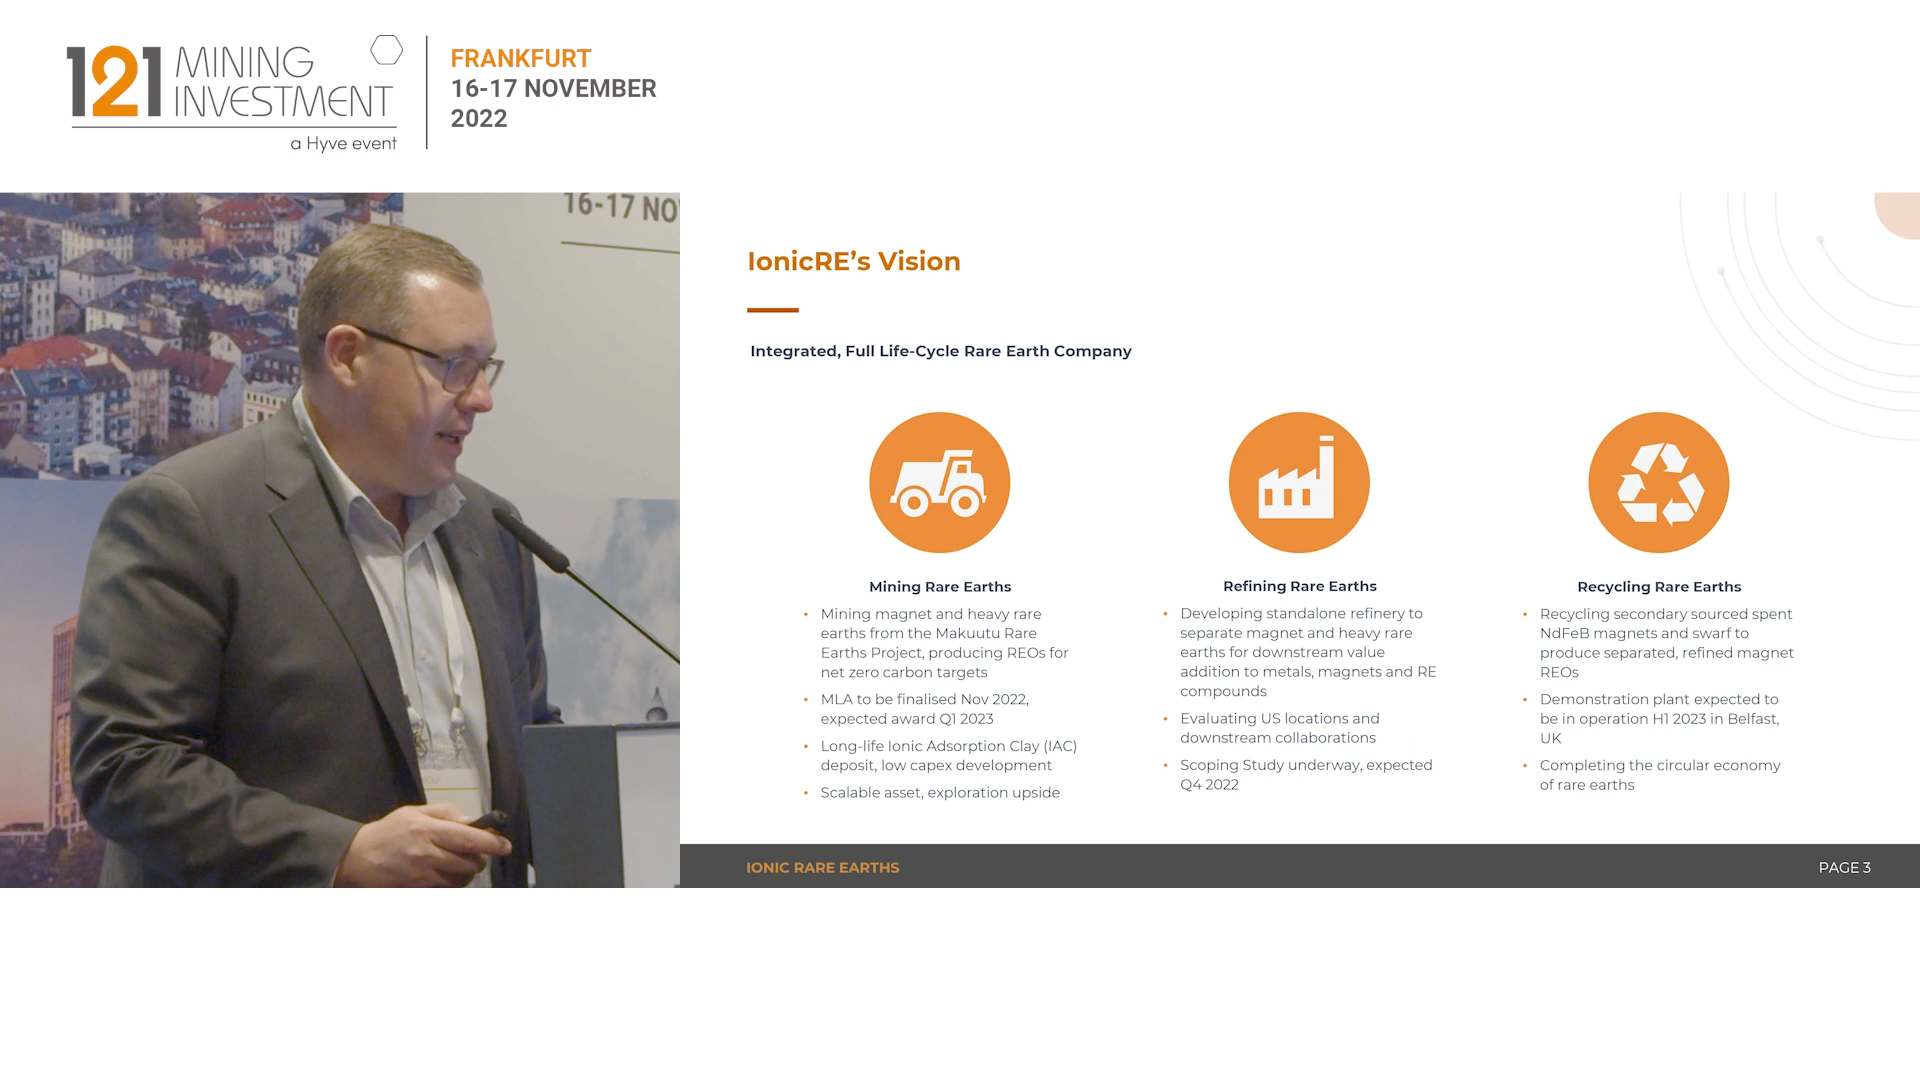 121 MINING
INVESTMENT
a Hyve event
FRANKFURT
16-17 NOVEMBER
2022
16-17 NO
IonicRE’s Vision
Integrated, Full Life-Cycle Rare Earth Company
Mining Rare Earths
• Mining magnet and heavy rare
earths from the Makuutu Rare
Earths Project, producing REOs for
net zero carbon targets
• MLA to be finalised Nov 2022,
expected award Q1 2023
• Long-life Ionic Adsorption Clay (IAC)
deposit, low capex development
• Scalable asset, exploration upside
Refining Rare Earths
• Developing standalone refinery to
separate magnet and heavy rare
earths for downstream value
addition to metals, magnets and RE
compounds
• Evaluating US locations and
downstream collaborations
• Scoping Study underway, expected
Q4 2022
Recycling Rare Earths
• Recycling secondary sourced spent
NdFeB magnets and swarf to
produce separated, refined magnet
REOs
• Demonstration plant expected to
be in operation H1 2023 in Belfast,
UK
• Completing the circular economy
of rare earths
IONIC RARE EARTHS
PAGE 3